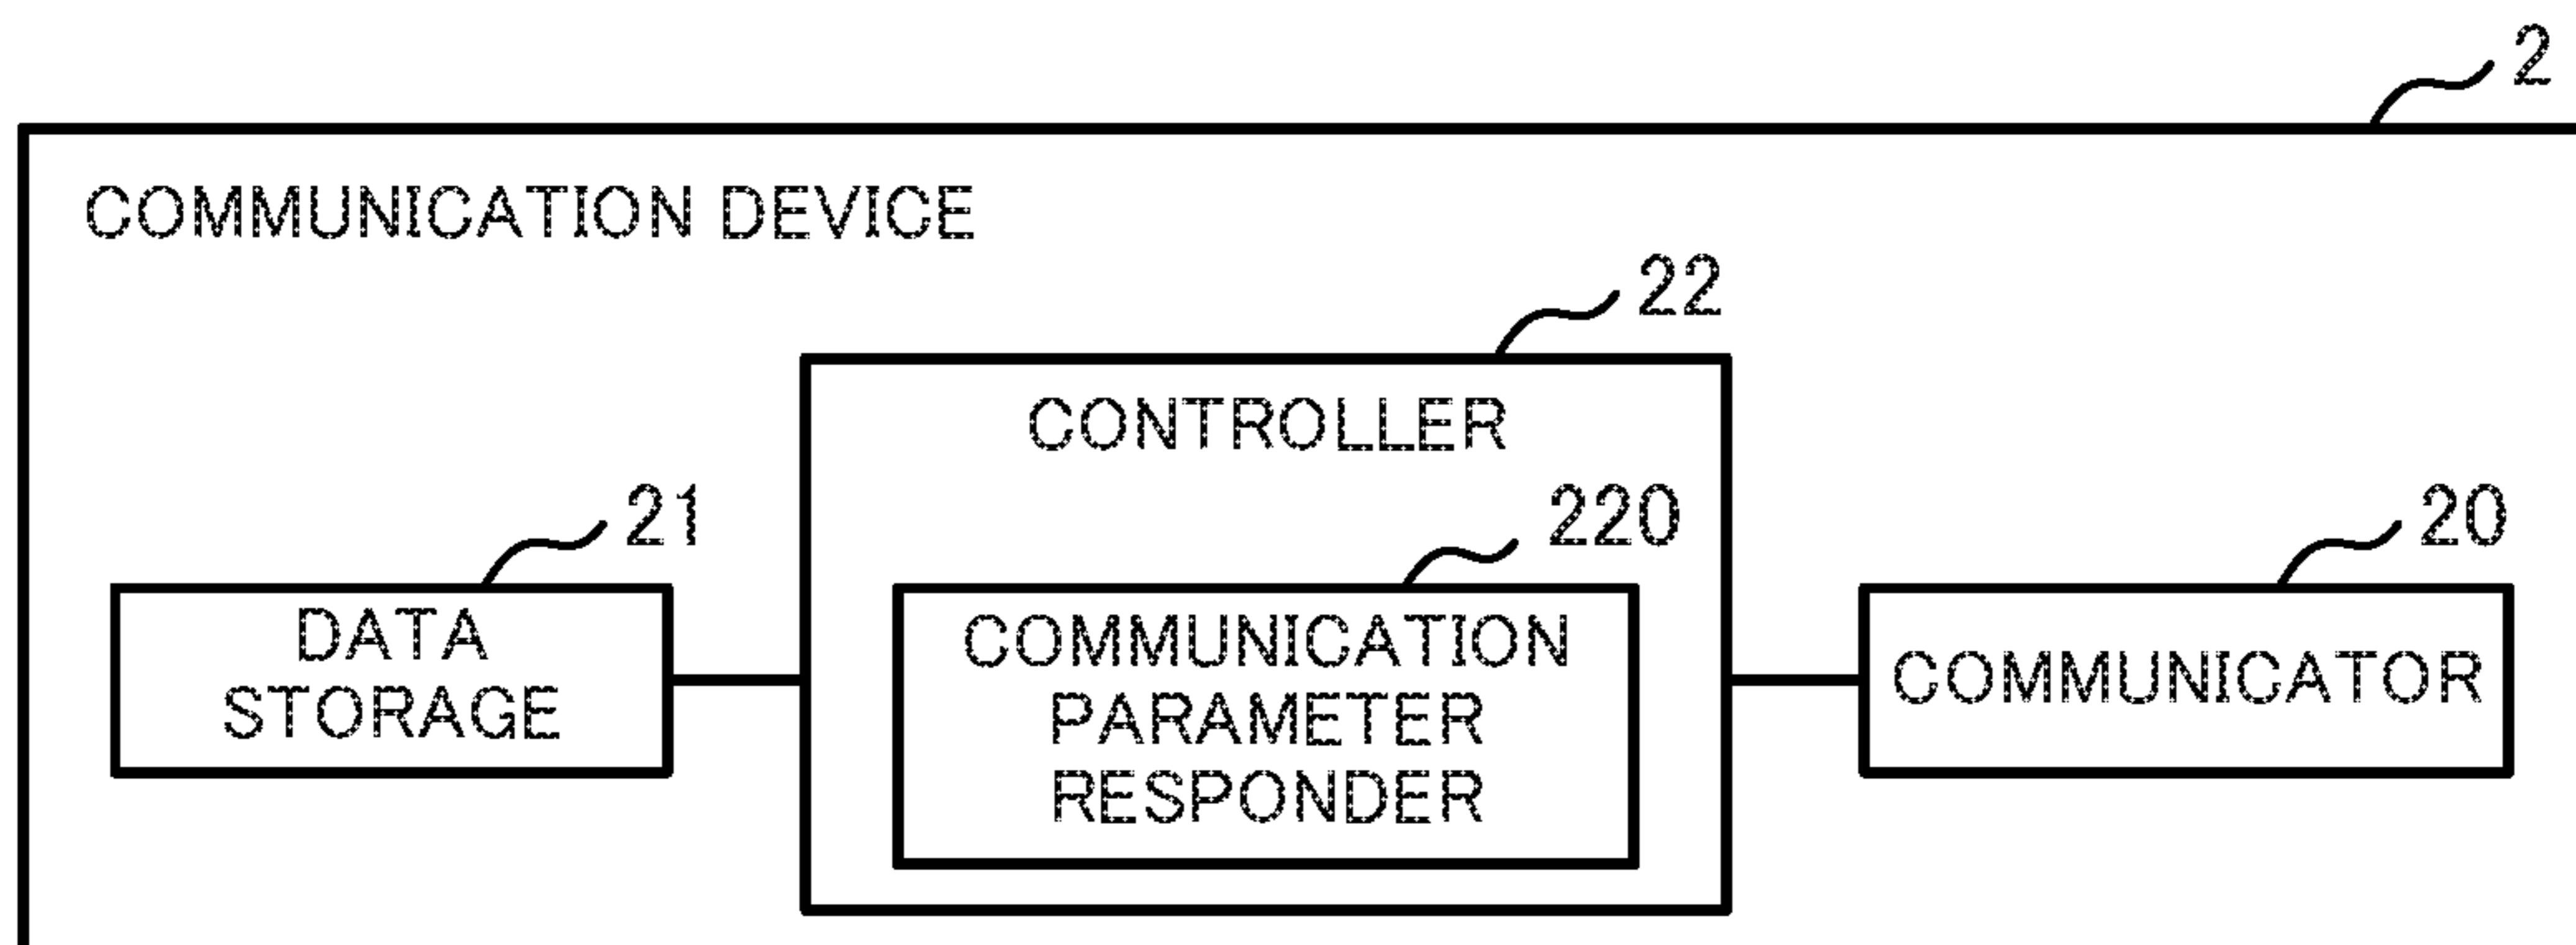 2
COMMUNICATION DEVICE
22
CONTROLLER
21
220
20
DATA
STORAGE
COMMUNICATION
PARAMETER
RESPONDER
COMMUNICATOR